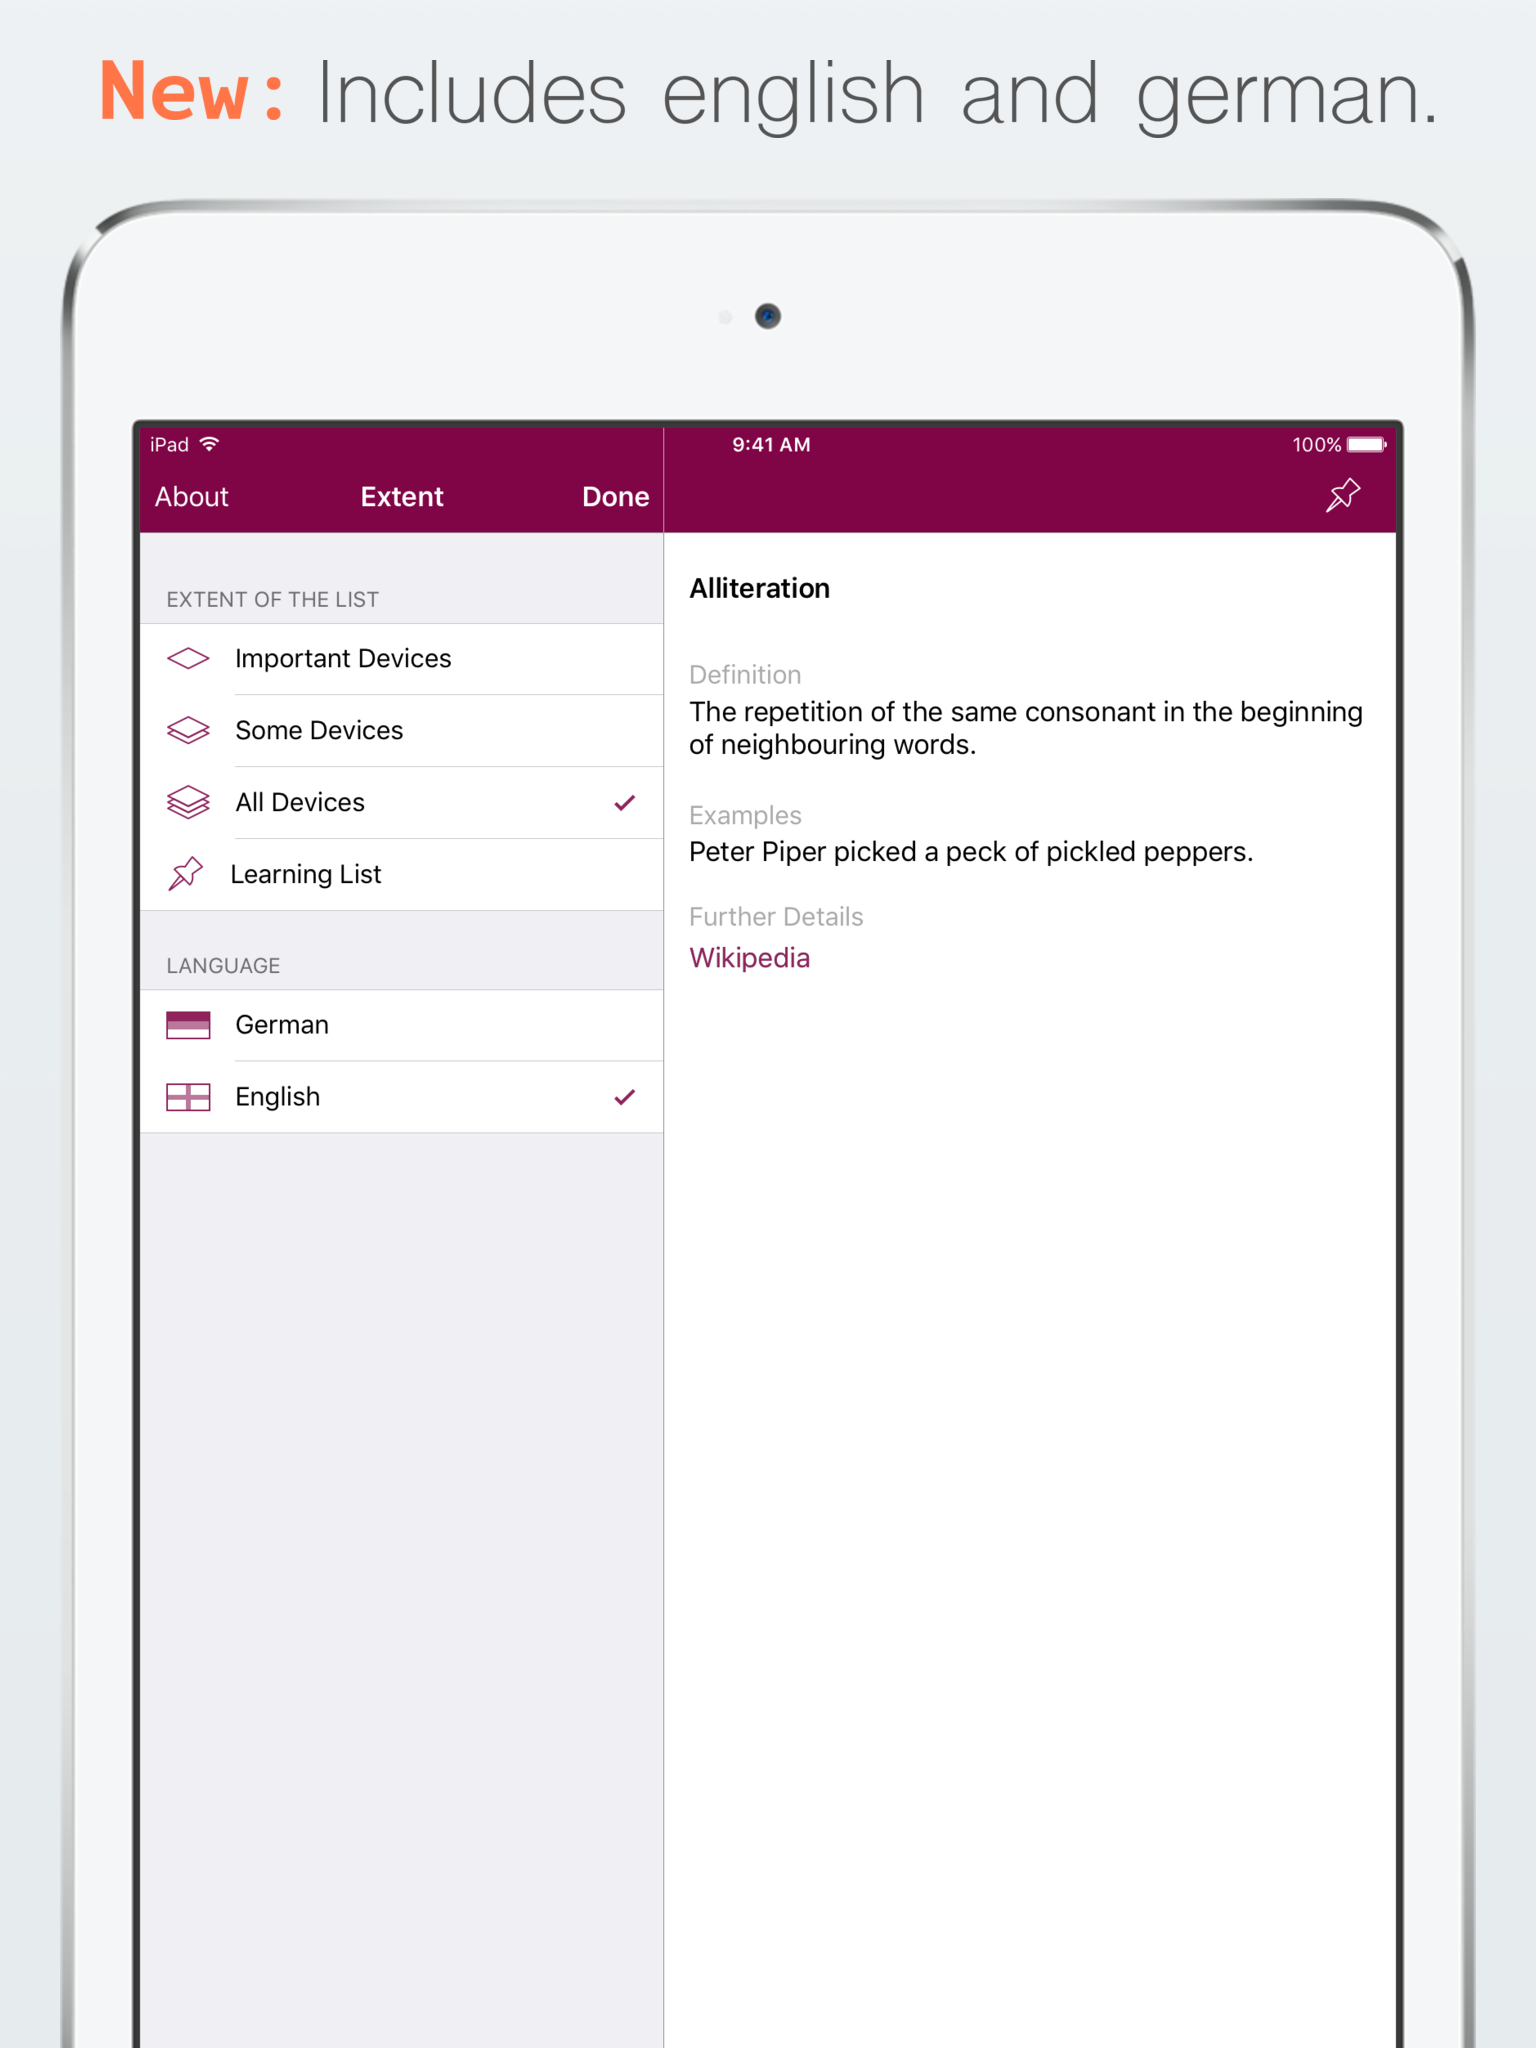 New: Includes english and german.
iPad
9:41 AM
100%
About
Extent
Done
EXTENT OF THE LIST
Important Devices
Some Devices
All Devices
Learning List
LANGUAGE
German
English
Alliteration
Definition
The repetition of the same consonant in the beginning
of neighbouring words.
Examples
Peter Piper picked a peck of pickled peppers.
Further Details
Wikipedia